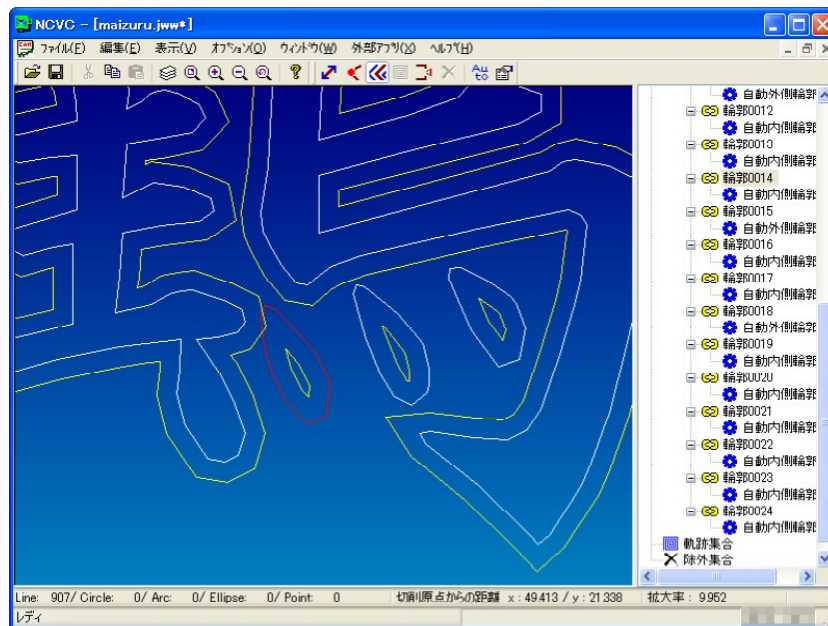 NCVC - [maizuru.jww*]
ファイル(F) 編集(E) 表示(V) オプション(O) ウィンドウ(W) 外部アプリ(X) ヘルプ(H)
Au
to
自動外側輪郭
輪郭0012
自動内側輪郭
輪郭0013
自動内側輪郭
輪郭0014
自動内側輪郭
輪郭0015
自動外側輪郭
輪郭0016
自動内側輪郭
輪郭0017
自動内側輪郭
輪郭0018
自動外側輪郭
輪郭0019
自動内側輪郭
輪郭0020
自動内側輪郭
輪郭0021
自動内側輪郭
輪郭0022
自動内側輪郭
輪郭0023
自動内側輪郭
輪郭0024
自動内側輪郭
軌跡集合
除外集合
Line: 907/ Circle: 0/ Arc: 0/ Ellipse: 0/ Point: 0 切削原点からの距離 x : 49.413 / y : 21.338 拡大率 : 9.952
レディ